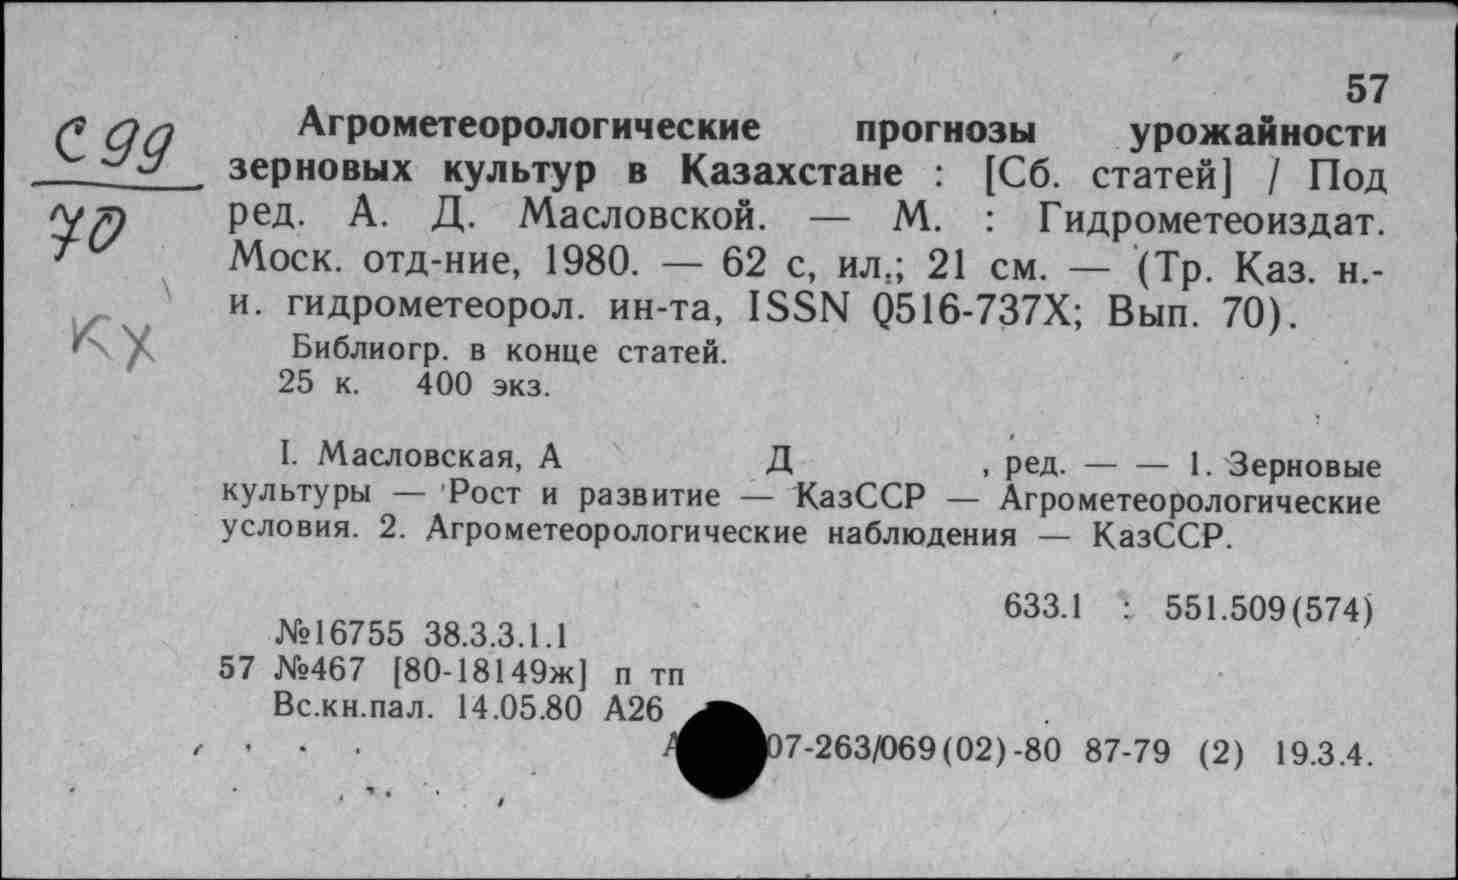 57
С 99
70
Кх
Агрометеорологические прогнозы урожайности
зерновых культур в Казахстане : [Сб. статей] / Под
ред. А. Д. Масловской. — М. : Гидрометеоиздат.
Моск. отд-ние, 1980. — 62 с, ил.; 21 см. — (Тр. Каз. н.-
и. гидрометеорол. ин-та, ISSN 0516-737X; Вып. 70).
Библиогр. в конце статей.
25 к. 400 экз.
I. Масловская, А Д , ред. — — 1. Зерновые
культуры — Рост и развитие — КазССР — Агрометеорологические
условия. 2. Агрометеорологические наблюдения — КазССР.
633.1 : 551.509(574)
№16755 38.3.3.1.1
57 №467 [80-18149ж] п тп
Вс.кн.пал. 14.05.80 А26
07-263/069(02)-80 87-79 (2) 19.3.4.